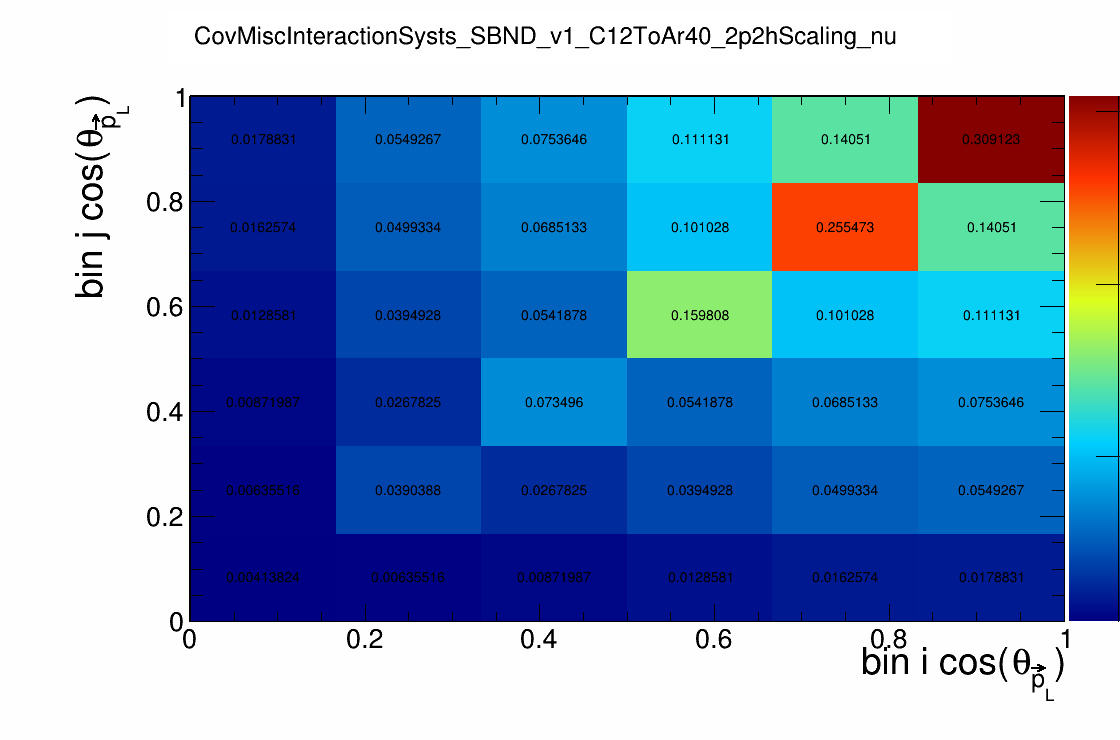 CovMiscInteractionSysts_SBND_v1_C12ToAr40_2p2hScaling_nu
bin j cos(θ_p⃗_L)
1
0.8
0.6
0.4
0.2
0
0.0178831 0.0549267 0.0753646 0.111131 0.14051 0.309123
0.0162574 0.0499334 0.0685133 0.101028 0.255473 0.14051
0.0128581 0.0394928 0.0541878 0.159808 0.101028 0.111131
0.00871987 0.0267825 0.073496 0.0541878 0.0685133 0.0753646
0.00635516 0.0390388 0.0267825 0.0394928 0.0499334 0.0549267
0.00413824 0.00635516 0.00871987 0.0128581 0.0162574 0.0178831
0 0.2 0.4 0.6 0.8 1
bin i cos(θ_p⃗_L)